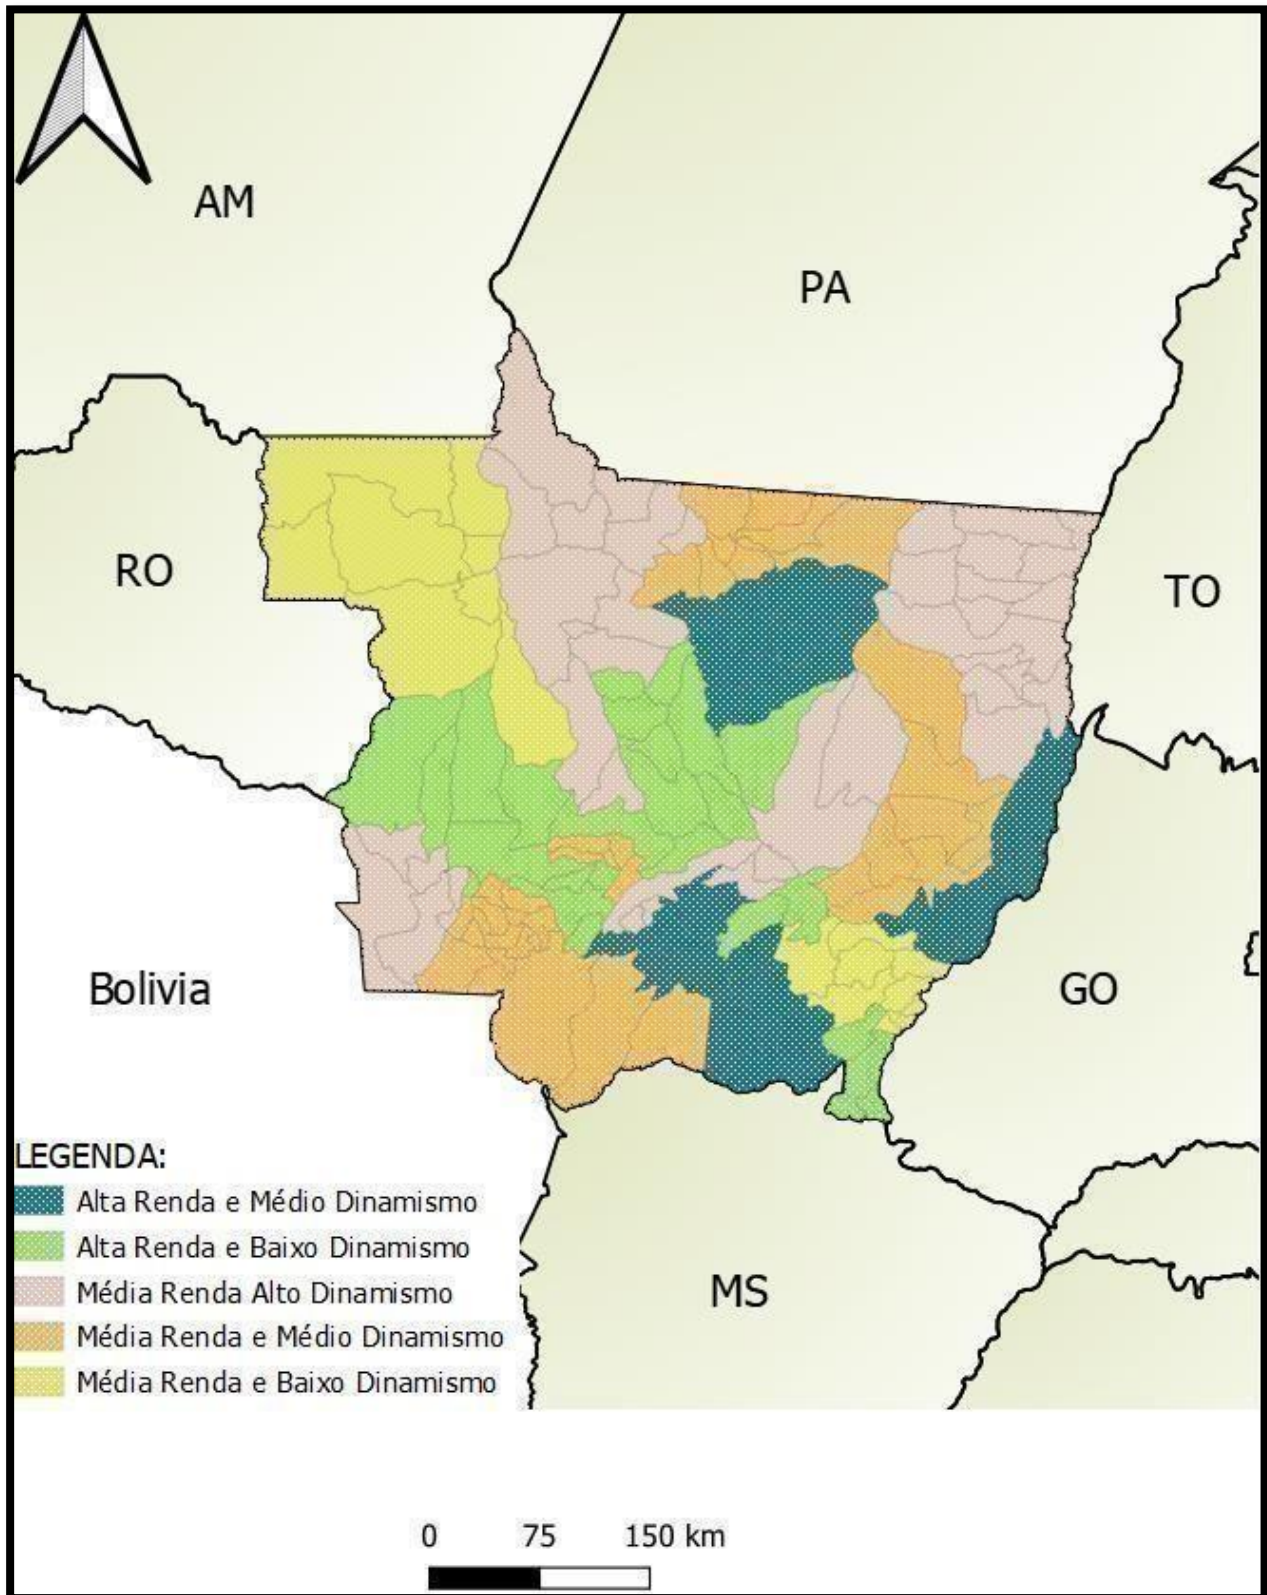 AM
PA
RO
TO
Bolivia
GO
LEGENDA:
Alta Renda e Médio Dinamismo
Alta Renda e Baixo Dinamismo
Média Renda Alto Dinamismo
MS
Média Renda e Médio Dinamismo
Média Renda e Baixo Dinamismo
0 75 150 km